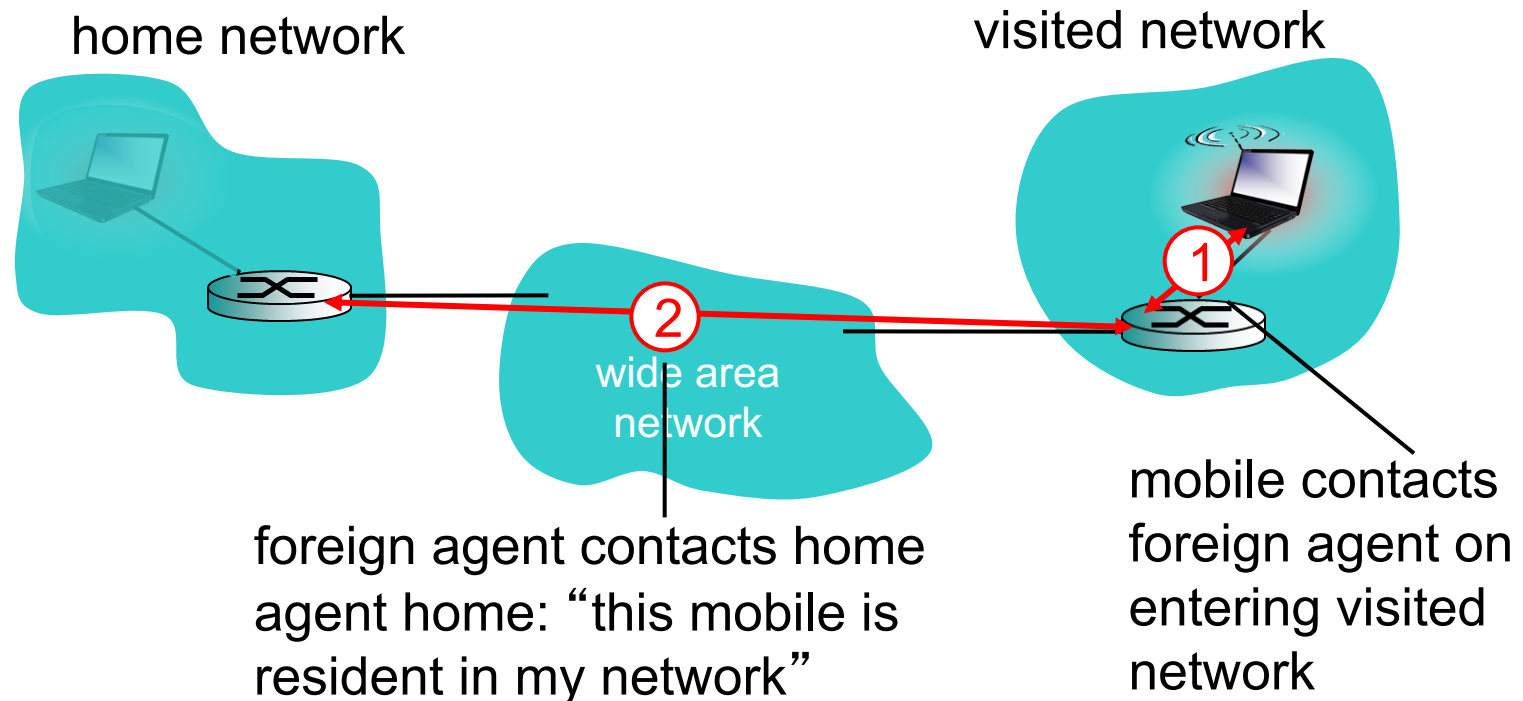 home network
visited network
1
2
wide area
network
foreign agent contacts home
agent home: “this mobile is
resident in my network”
mobile contacts
foreign agent on
entering visited
network